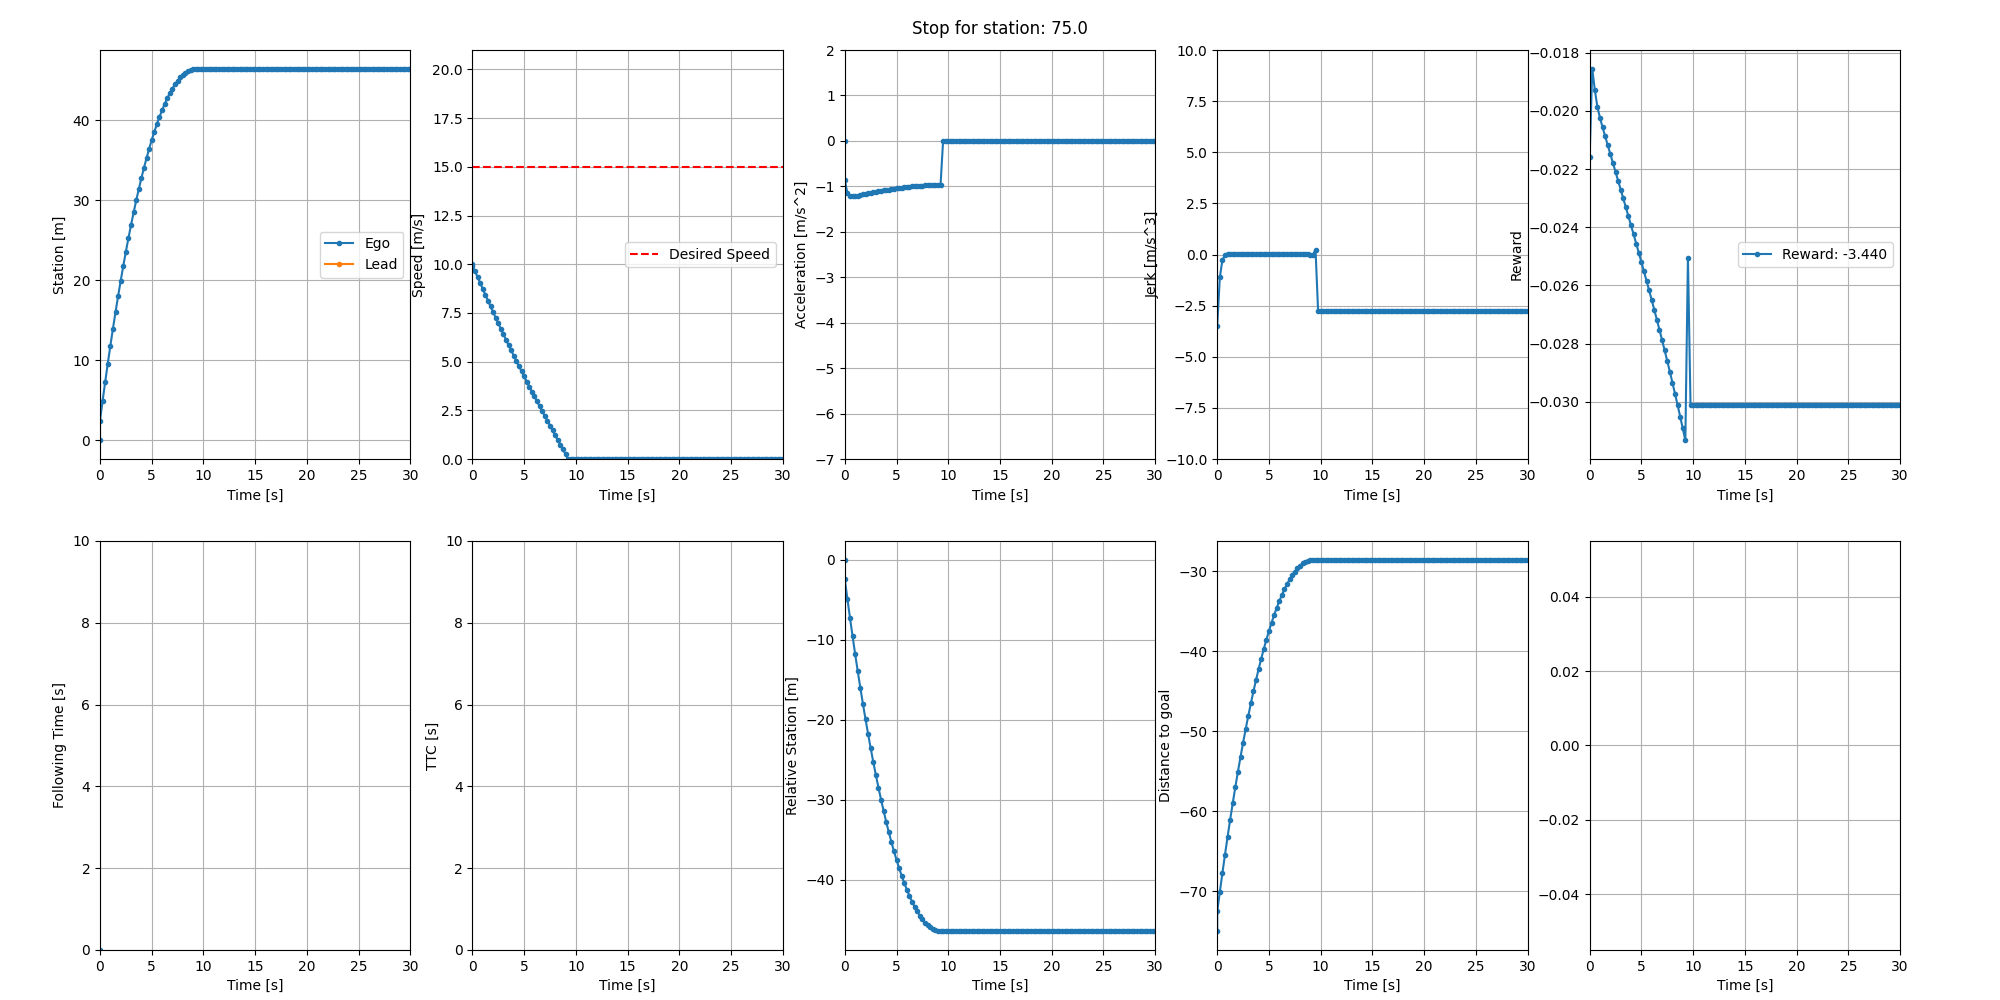 Stop for station: 75.0
Station [m]
40
30
20
10
0
Ego
Lead
0 5 10 15 20 25 30
Time [s]
Speed [m/s]
20.0
17.5
15.0
12.5
10.0
7.5
5.0
2.5
0.0
Desired Speed
0 5 10 15 20 25 30
Time [s]
Acceleration [m/s^2]
2
1
0
−1
−2
−3
−4
−5
−6
−7
0 5 10 15 20 25 30
Time [s]
Jerk [m/s^3]
10.0
7.5
5.0
2.5
0.0
−2.5
−5.0
−7.5
−10.0
0 5 10 15 20 25 30
Time [s]
Reward
−0.018
−0.020
−0.022
−0.024
−0.026
−0.028
−0.030
Reward: -3.440
0 5 10 15 20 25 30
Time [s]
Following Time [s]
10
8
6
4
2
0
0 5 10 15 20 25 30
Time [s]
TTC [s]
10
8
6
4
2
0
0 5 10 15 20 25 30
Time [s]
Relative Station [m]
0
−10
−20
−30
−40
0 5 10 15 20 25 30
Time [s]
Distance to goal
−30
−40
−50
−60
−70
0 5 10 15 20 25 30
Time [s]
0.04
0.02
0.00
−0.02
−0.04
0 5 10 15 20 25 30
Time [s]